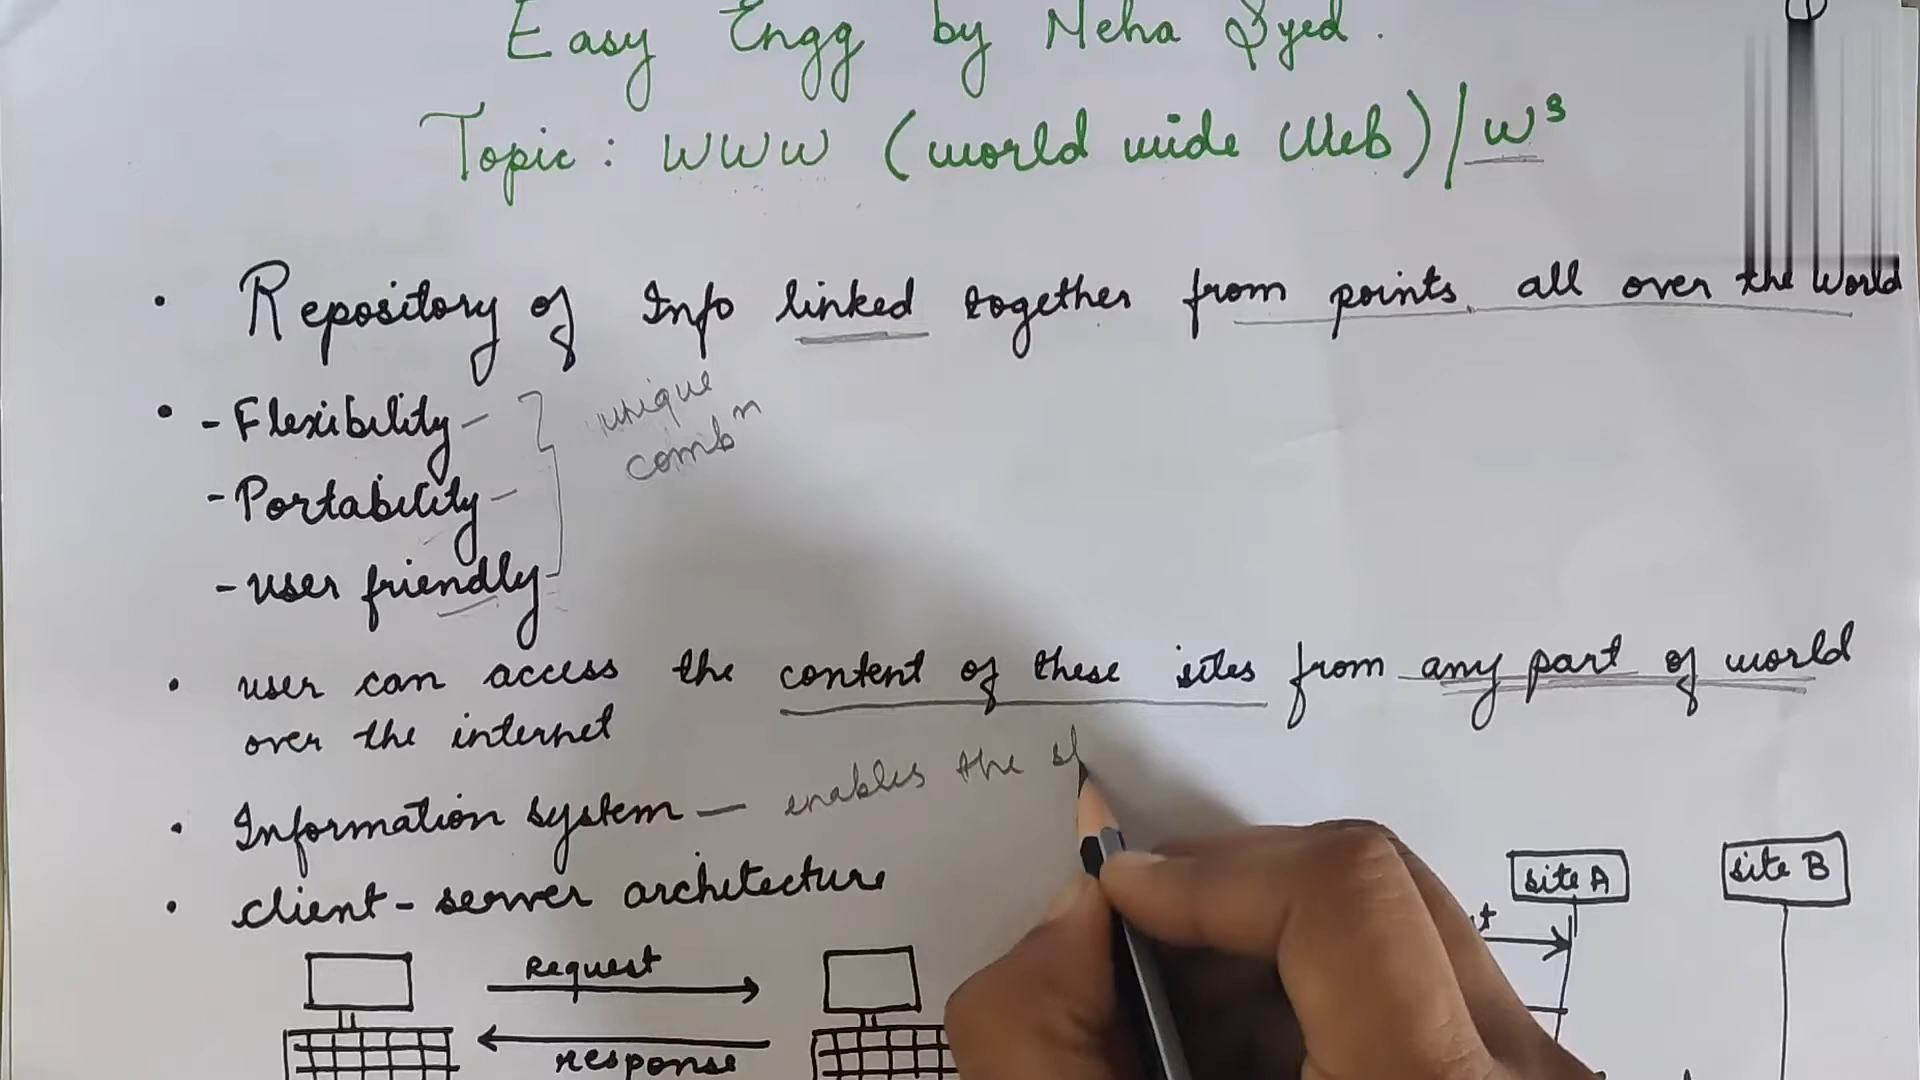 Easy Engg by Neha Syed.
Topic: WWW (world wide Web) / W³
• Repository of Info linked together from points all over the World
• - Flexibility
unique
combⁿ
- Portability
- user friendly
• user can access the content of these sites from any part of world
over the internet
• Information system — enables the
• client-server architecture
site A
site B
Request
response